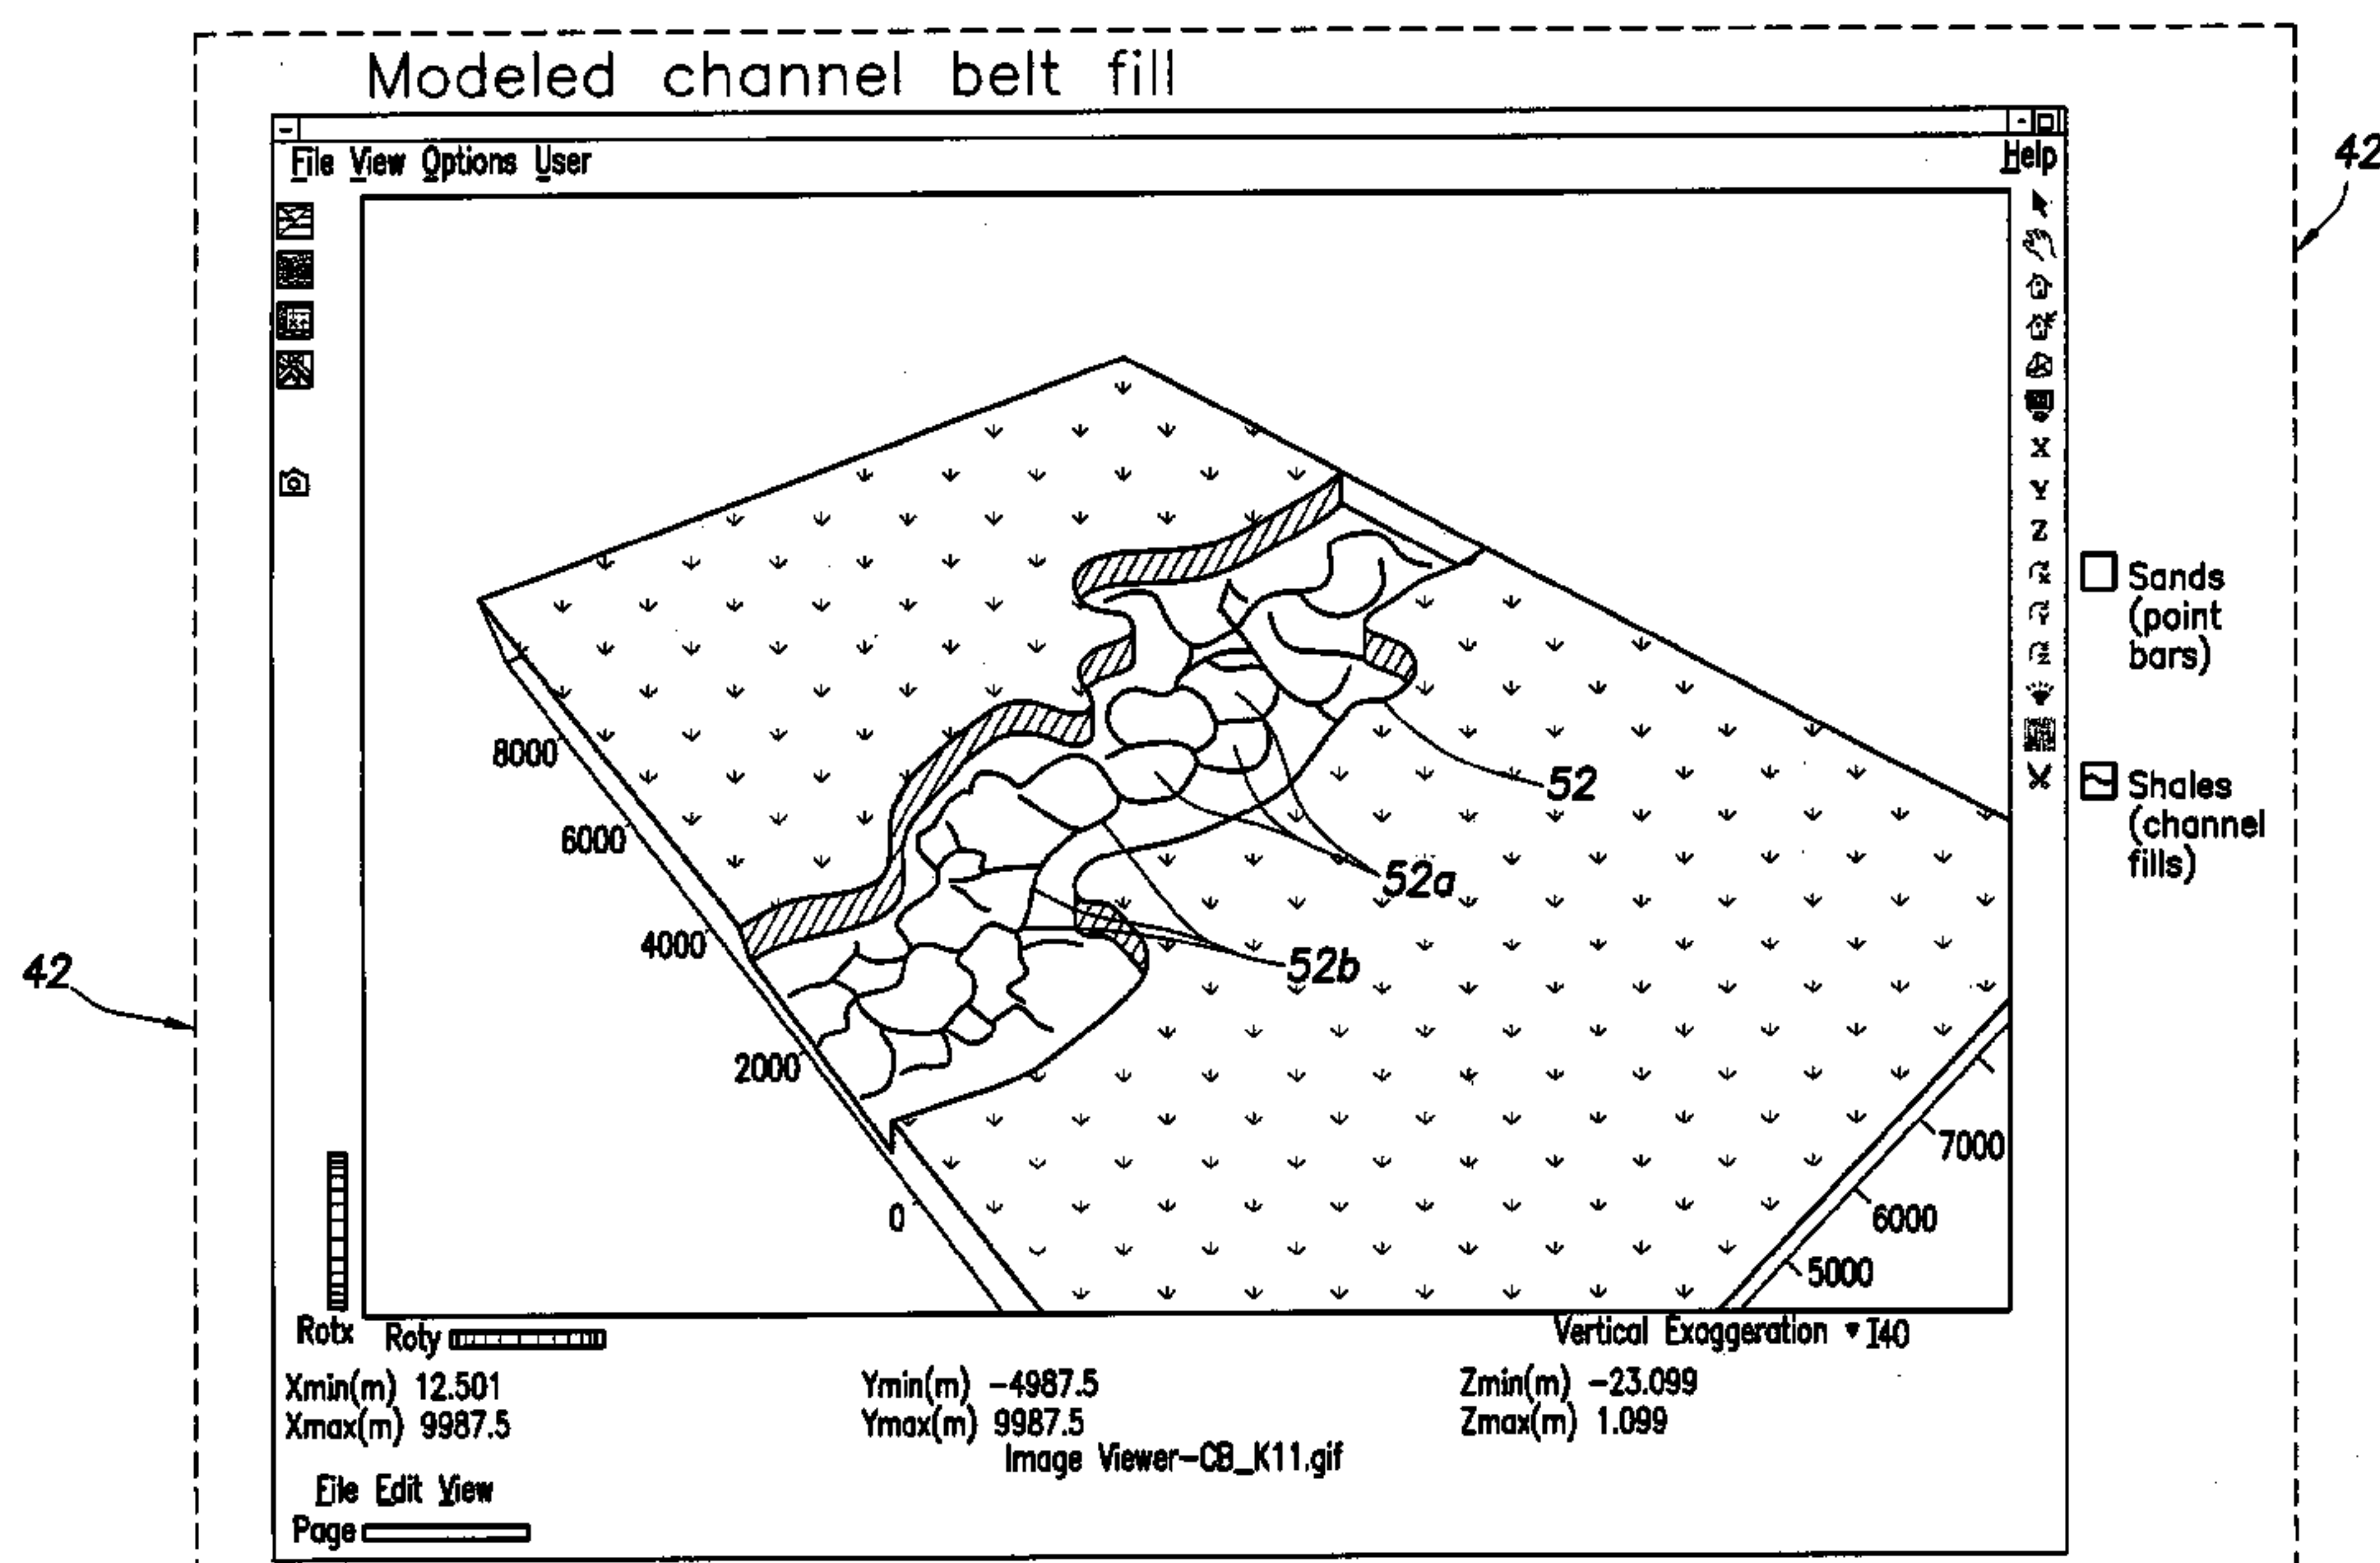 Modeled channel belt fill
File View Options User
Help
42
X
Y
Z
Sands
(point
bars)
Shales
(channel
fills)
8000
6000
4000
2000
0
52
52a
52b
42
7000
6000
5000
Rotx
Roty
Vertical Exaggeration ▼ I40
Xmin(m) 12.501
Ymin(m) -4987.5
Zmin(m) -23.099
Xmax(m) 9987.5
Ymax(m) 9987.5
Zmax(m) 1.099
Image Viewer-CB_K11.gif
File Edit View
Page